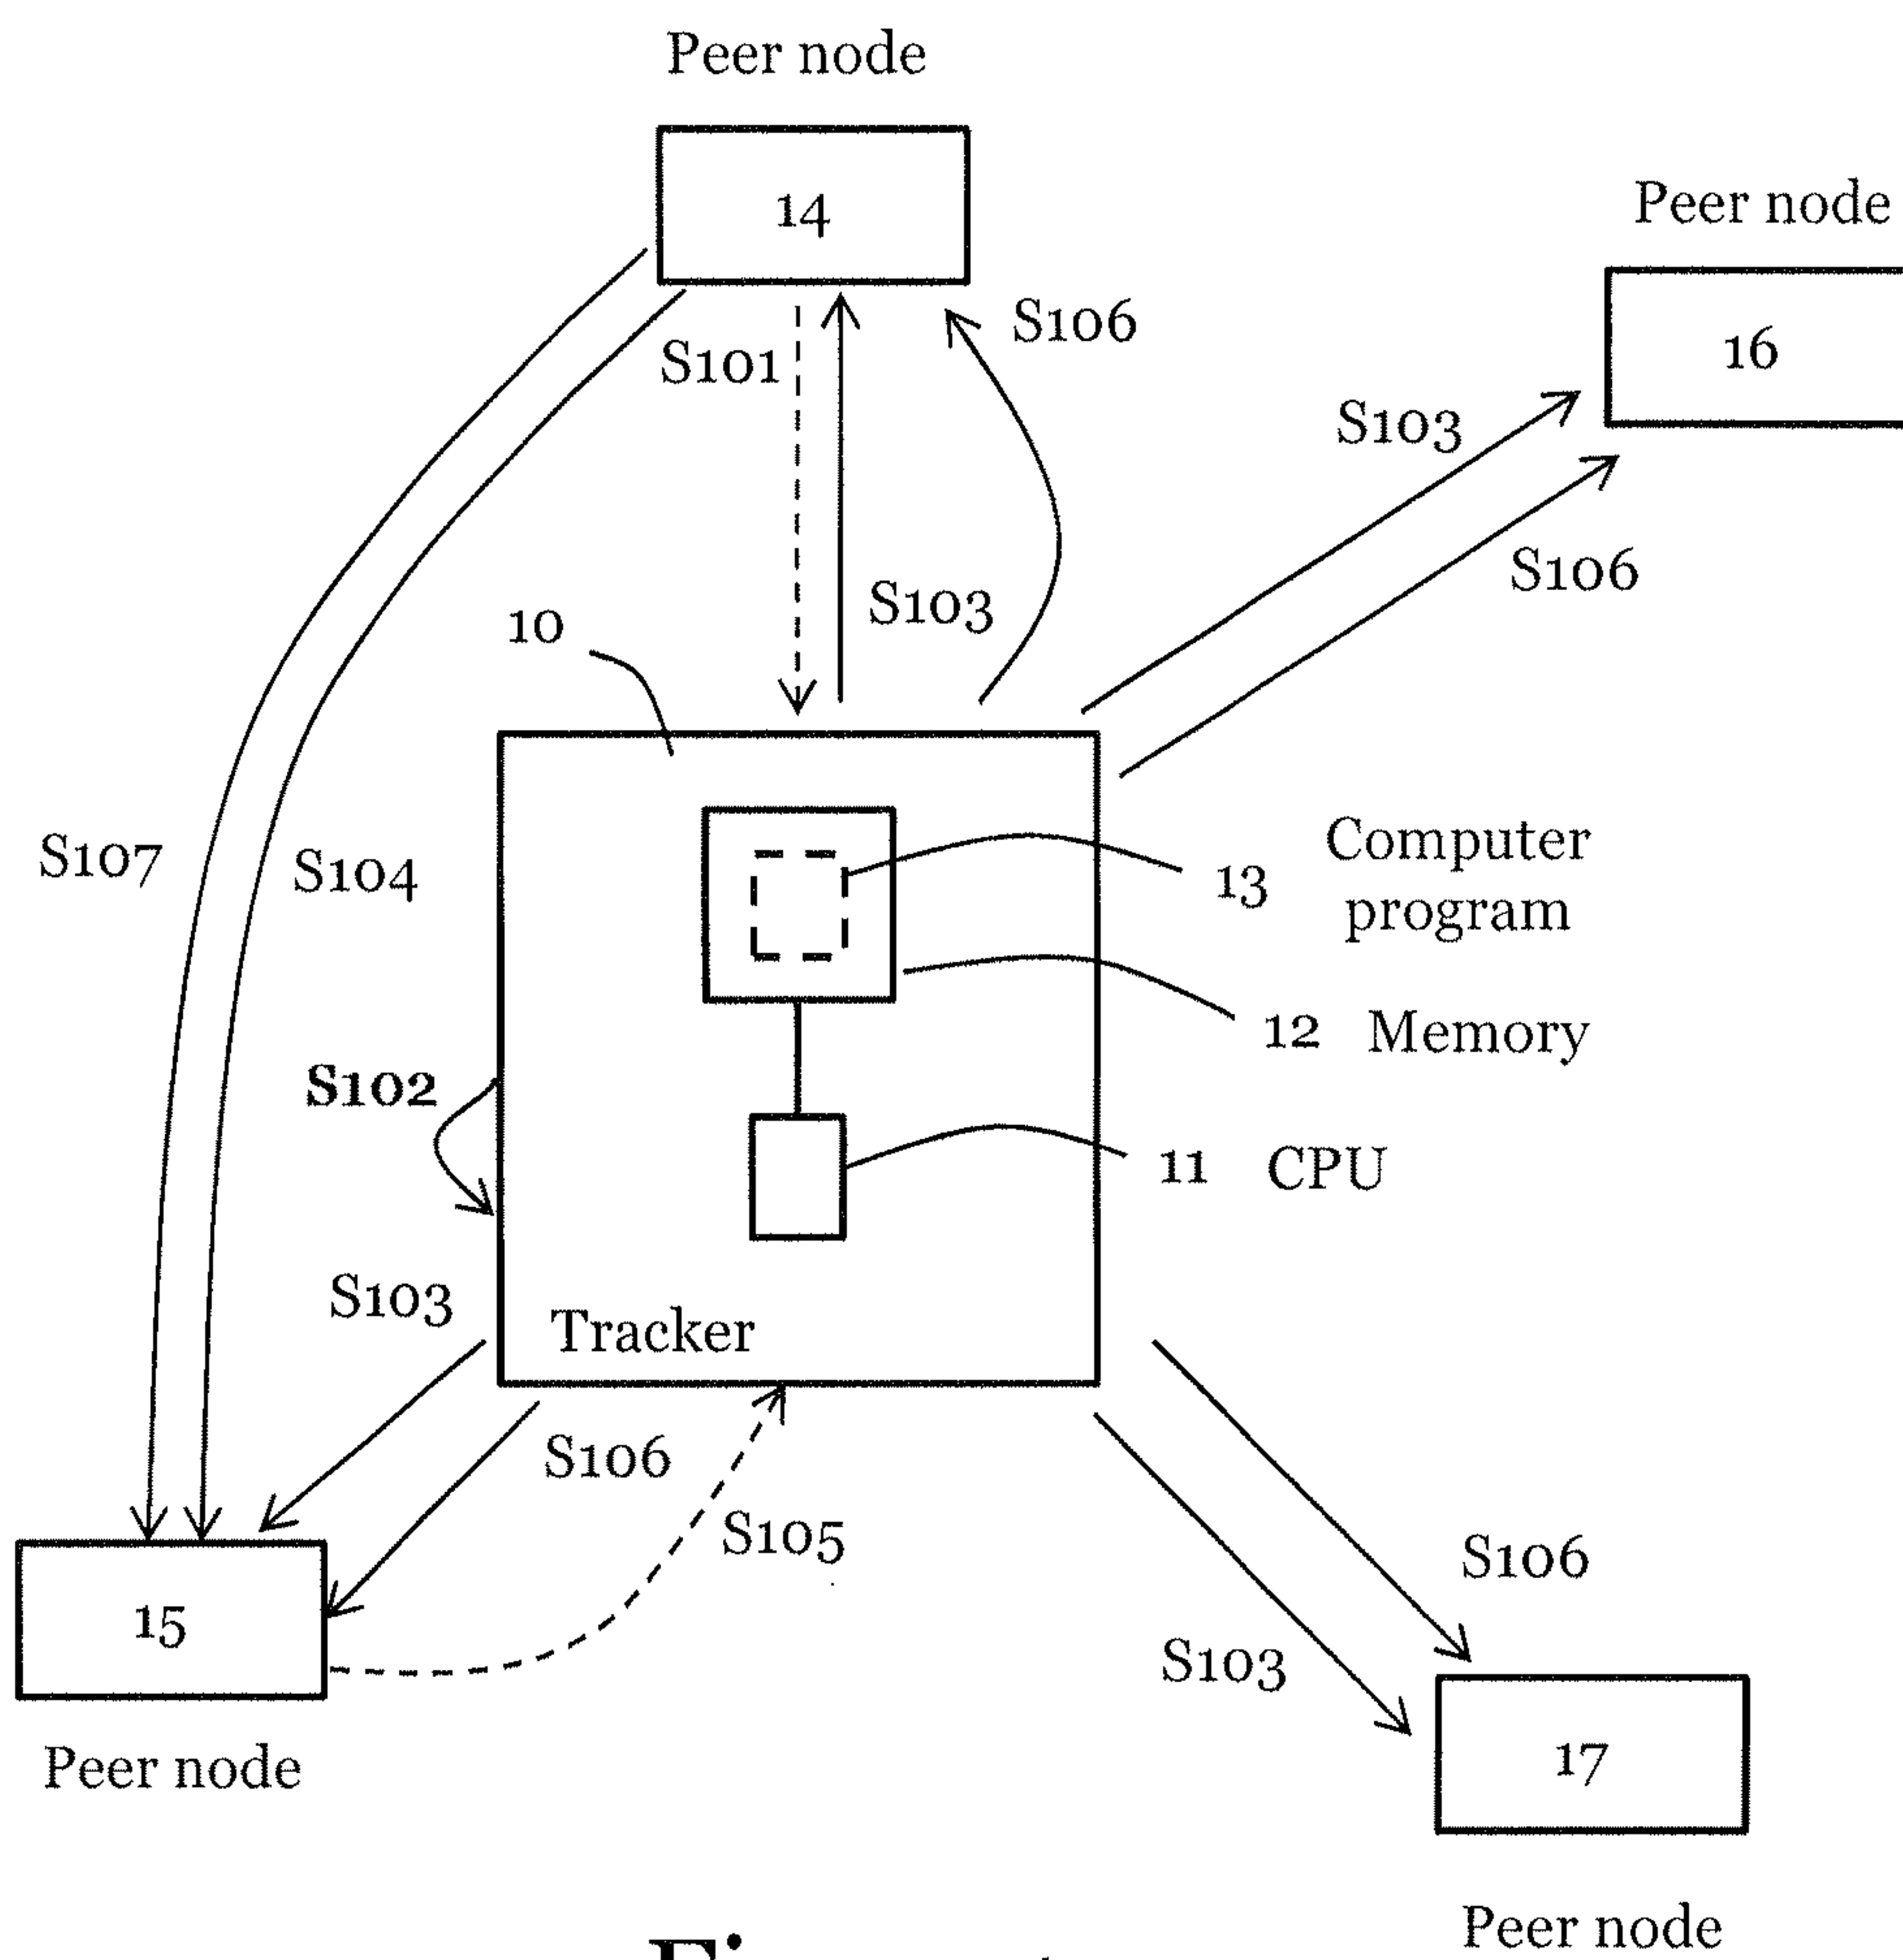 Peer node
14
Peer node
16
S101
S106
S103
S106
S103
10
S107
S104
Computer
program
13
12 Memory
S102
11 CPU
S103
Tracker
S106
S105
15
Peer node
S106
S103
17
Peer node